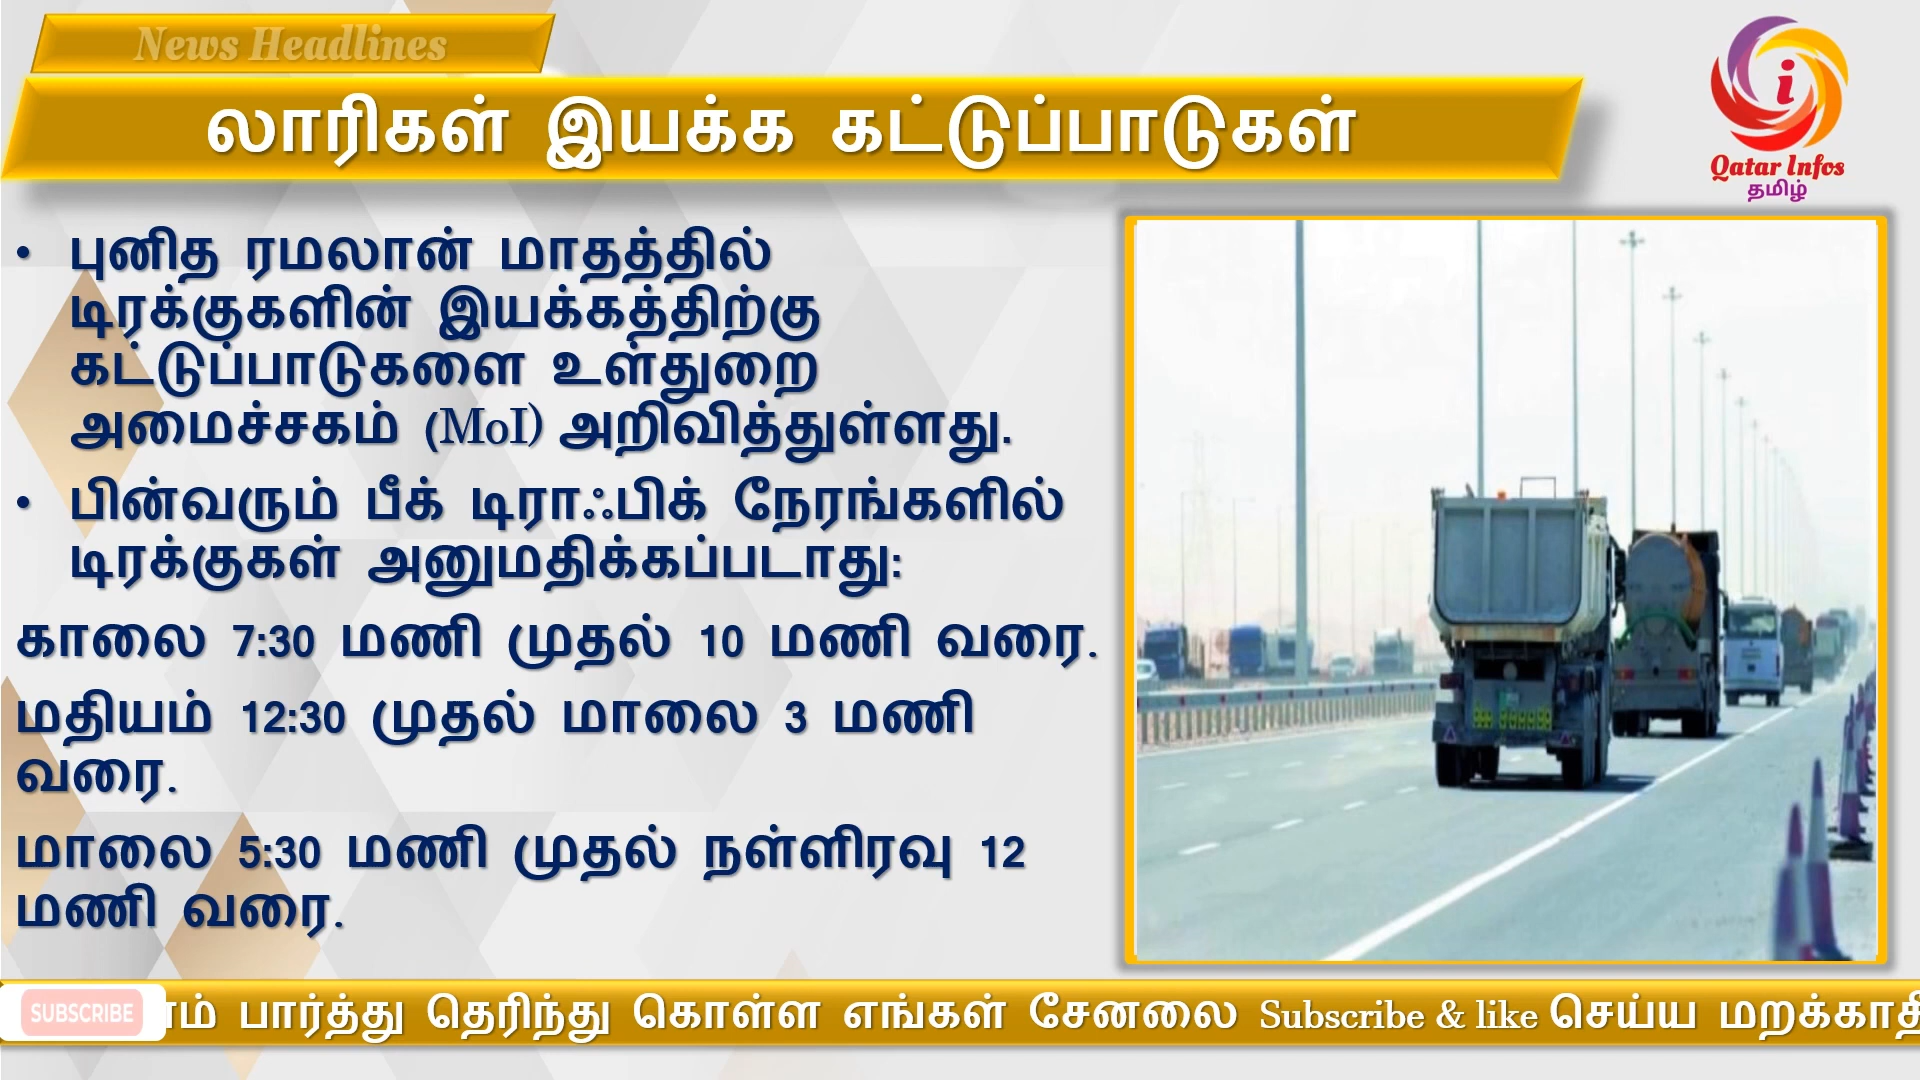 News Headlines
லாரிகள் இயக்க கட்டுப்பாடுகள்
i
Qatar Infos
தமிழ்
• புனித ரமலான் மாதத்தில்
டிரக்குகளின் இயக்கத்திற்கு
கட்டுப்பாடுகளை உள்துறை
அமைச்சகம் (MoI) அறிவித்துள்ளது.
• பின்வரும் பீக் டிராஃபிக் நேரங்களில்
டிரக்குகள் அனுமதிக்கப்படாது:
காலை 7:30 மணி முதல் 10 மணி வரை.
மதியம் 12:30 முதல் மாலை 3 மணி
வரை.
மாலை 5:30 மணி முதல் நள்ளிரவு 12
மணி வரை.
SUBSCRIBE
பார்த்து தெரிந்து கொள்ள எங்கள் சேனலை Subscribe & like செய்ய